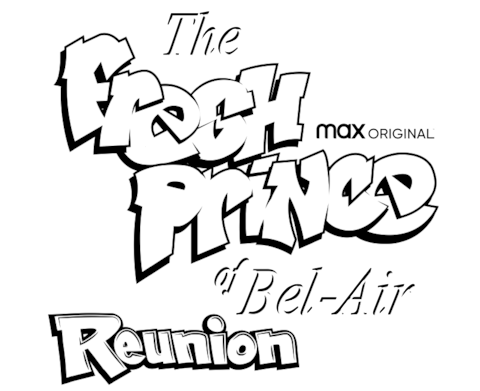 The
Fresh
max ORIGINAL
Prince
of Bel-Air
Reunion